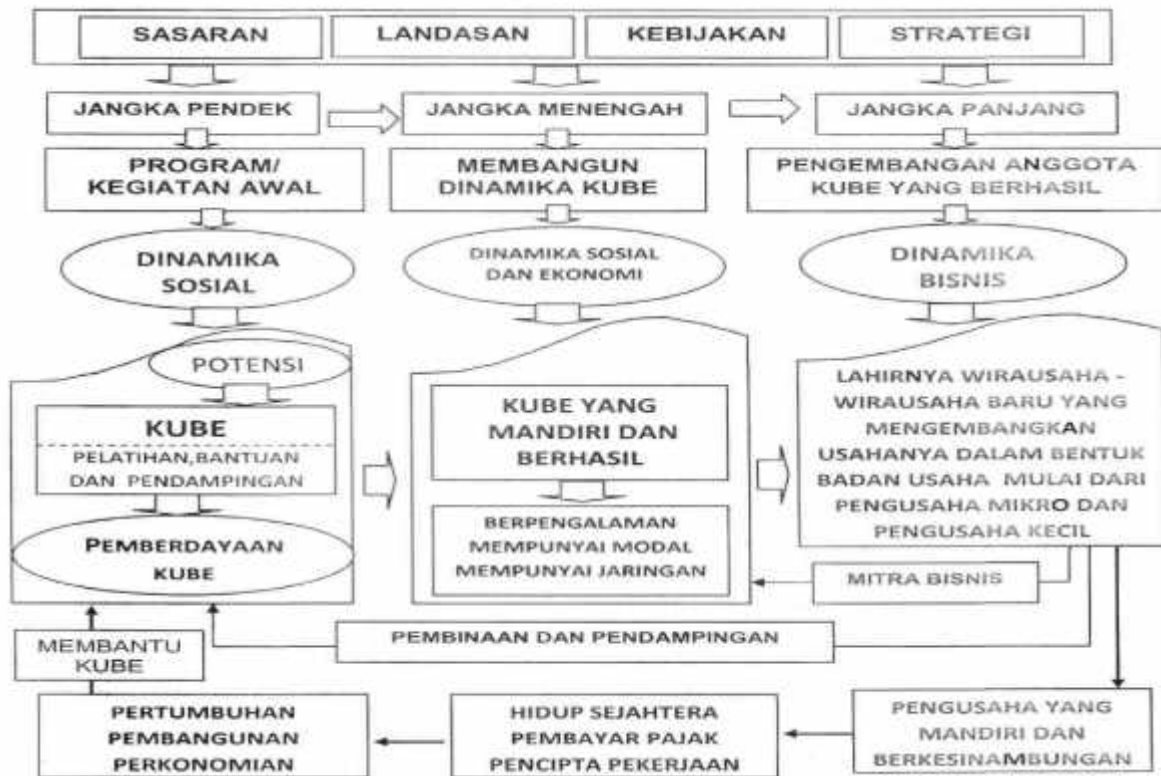 SASARAN
LANDASAN
KEBIJAKAN
STRATEGI
JANGKA PENDEK
JANGKA MENENGAH
JANGKA PANJANG
PROGRAM/
KEGIATAN AWAL
MEMBANGUN
DINAMIKA KUBE
PENGEMBANGAN ANGGOTA
KUBE YANG BERHASIL
DINAMIKA
SOSIAL
DINAMIKA SOSIAL
DAN EKONOMI
DINAMIKA
BISNIS
POTENSI
KUBE
PELATIHAN,BANTUAN
DAN PENDAMPINGAN
PEMBERDAYAAN
KUBE
KUBE YANG
MANDIRI DAN
BERHASIL
BERPENGALAMAN
MEMPUNYAI MODAL
MEMPUNYAI JARINGAN
LAHIRNYA WIRAUSAHA -
WIRAUSAHA BARU YANG
MENGEMBANGKAN
USAHANYA DALAM BENTUK
BADAN USAHA MULAI DARI
PENGUSAHA MIKRO DAN
PENGUSAHA KECIL
MITRA BISNIS
PEMBINAAN DAN PENDAMPINGAN
MEMBANTU
KUBE
PERTUMBUHAN
PEMBANGUNAN
PERKONOMIAN
HIDUP SEJAHTERA
PEMBAYAR PAJAK
PENCIPTA PEKERJAAN
PENGUSAHA YANG
MANDIRI DAN
BERKESINAMBUNGAN